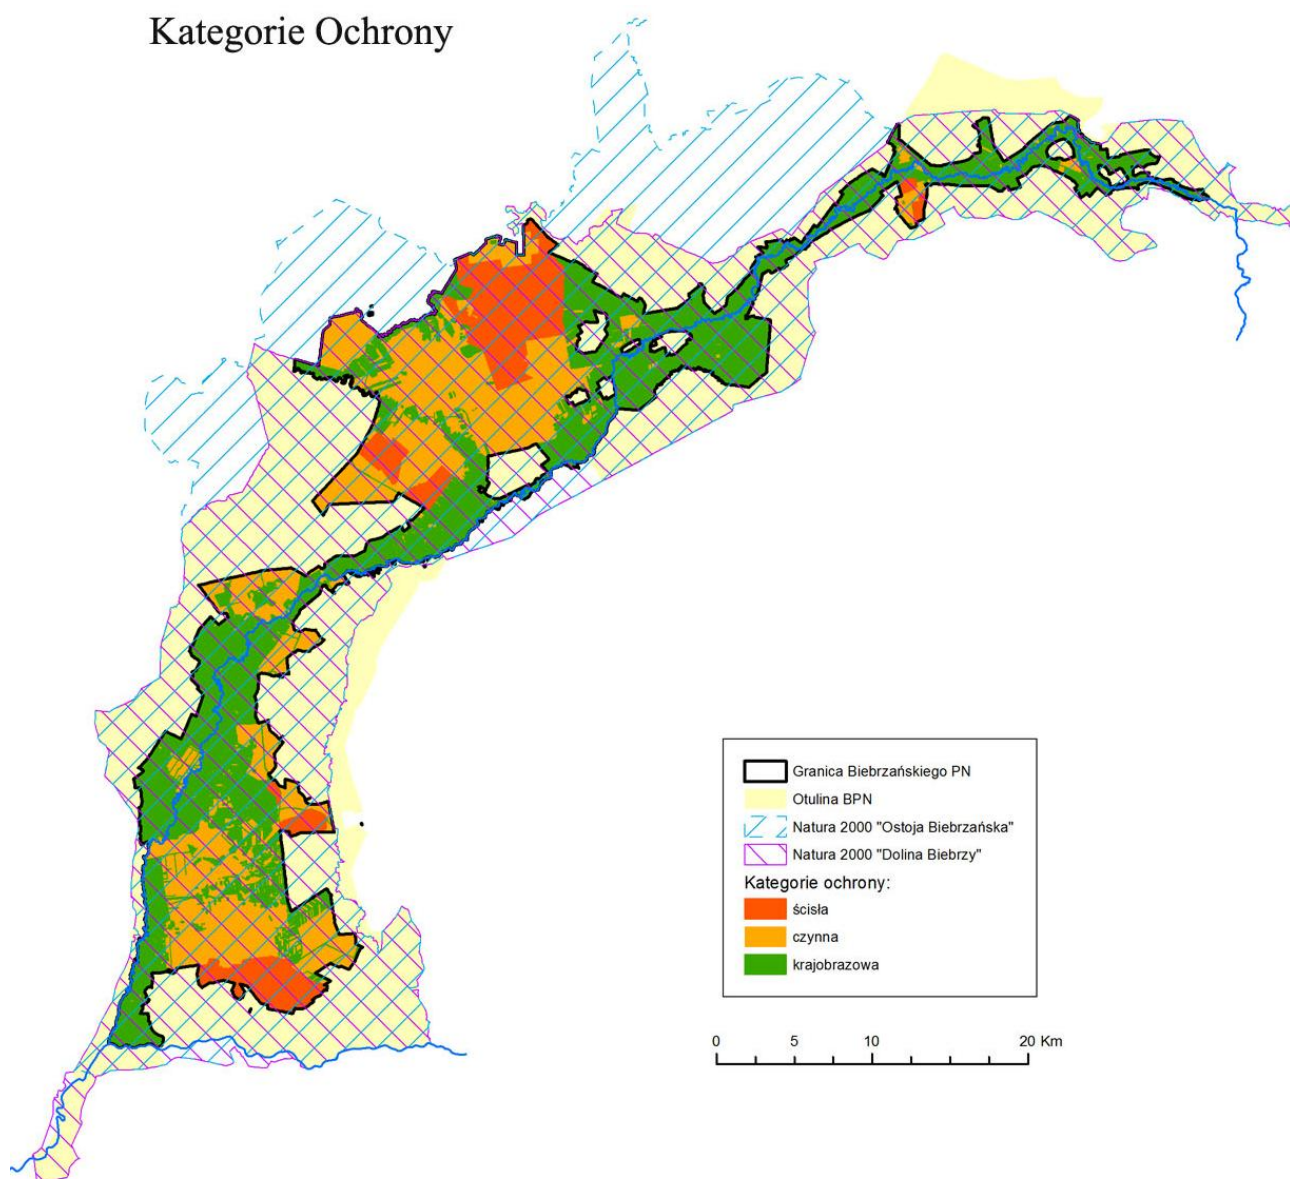 Kategorie Ochrony
Granica Biebrzańskiego PN
Otulina BPN
Natura 2000 "Ostoja Biebrzańska"
Natura 2000 "Dolina Biebrzy"
Kategorie ochrony:
ścisła
czynna
krajobrazowa
0 5 10 20 Km